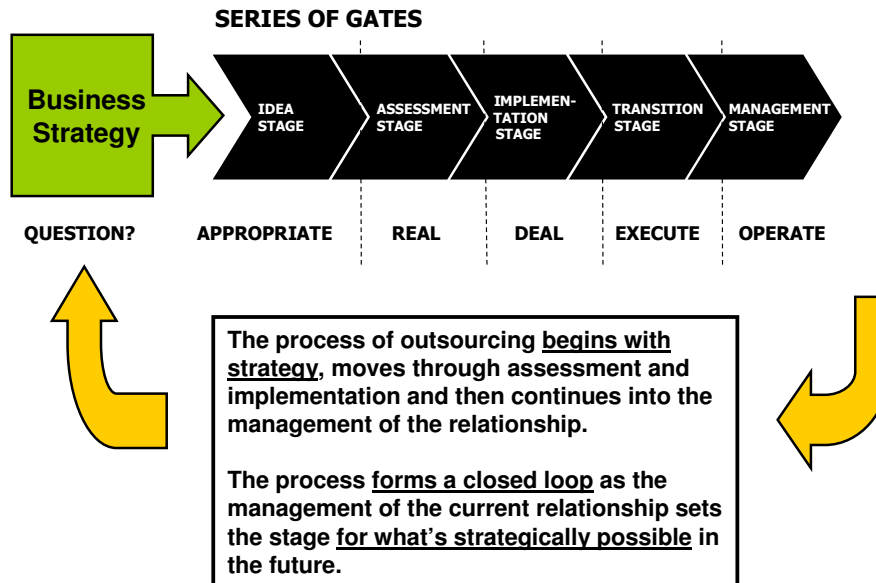 SERIES OF GATES
Business
Strategy
IDEA
STAGE
ASSESSMENT
STAGE
IMPLEMEN-
TATION
STAGE
TRANSITION
STAGE
MANAGEMENT
STAGE
QUESTION?
APPROPRIATE
REAL
DEAL
EXECUTE
OPERATE
The process of outsourcing begins with
strategy, moves through assessment and
implementation and then continues into the
management of the relationship.
The process forms a closed loop as the
management of the current relationship sets
the stage for what's strategically possible in
the future.